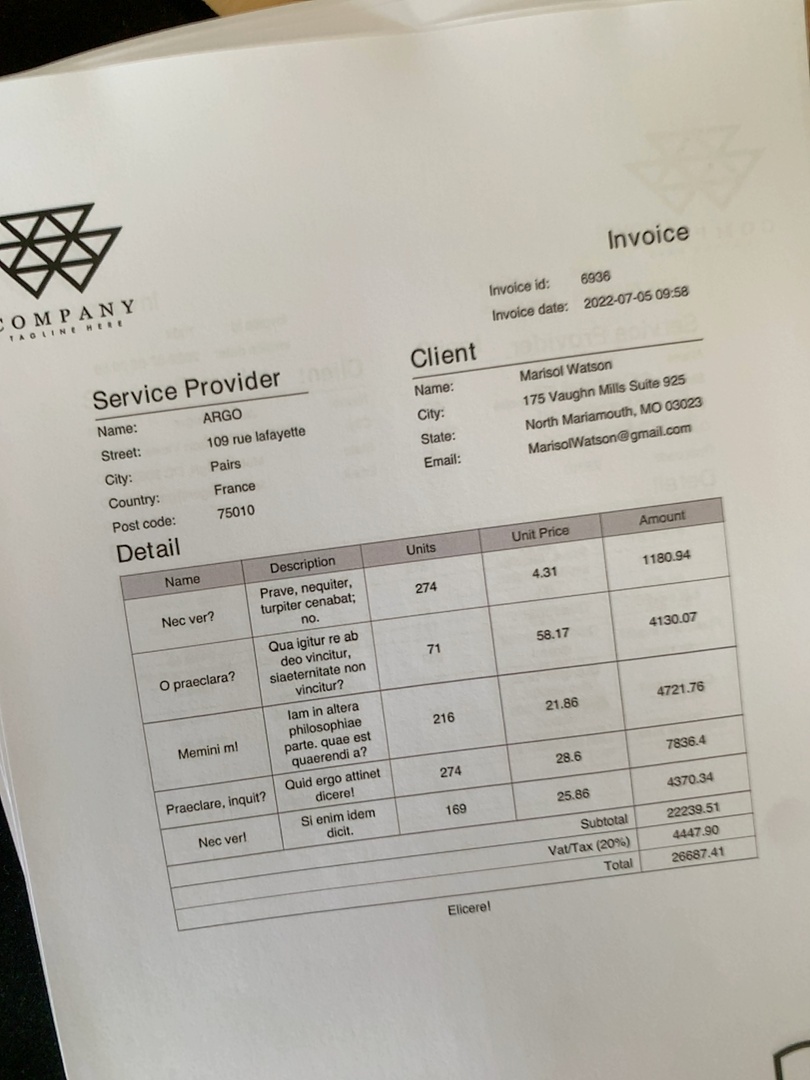 COMPANY
TAGLINE HERE
Invoice
Invoice id: 6936
Invoice date: 2022-07-05 09:58
Service Provider
Name: ARGO
Street: 109 rue lafayette
City: Pairs
Country: France
Post code: 75010
Client
Name: Marisol Watson
City: 175 Vaughn Mills Suite 925
State: North Mariamouth, MO 03023
Email: MarisolWatson@gmail.com
Detail
Name Description Units Unit Price Amount
Nec ver? Prave, nequiter, 274 4.31 1180.94
turpiter cenabat;
no.
O praeclara? Qua igitur re ab 71 58.17 4130.07
deo vincitur,
siaeternitate non
vincitur?
Memini m! Iam in altera 216 21.86 4721.76
philosophiae
parte. quae est
quaerendi a?
Praeclare, inquit? Quid ergo attinet 274 28.6 7836.4
dicere!
Nec ver! Si enim idem 169 25.86 4370.34
dicit.
Subtotal 22239.51
Vat/Tax (20%) 4447.90
Total 26687.41
Elicere!